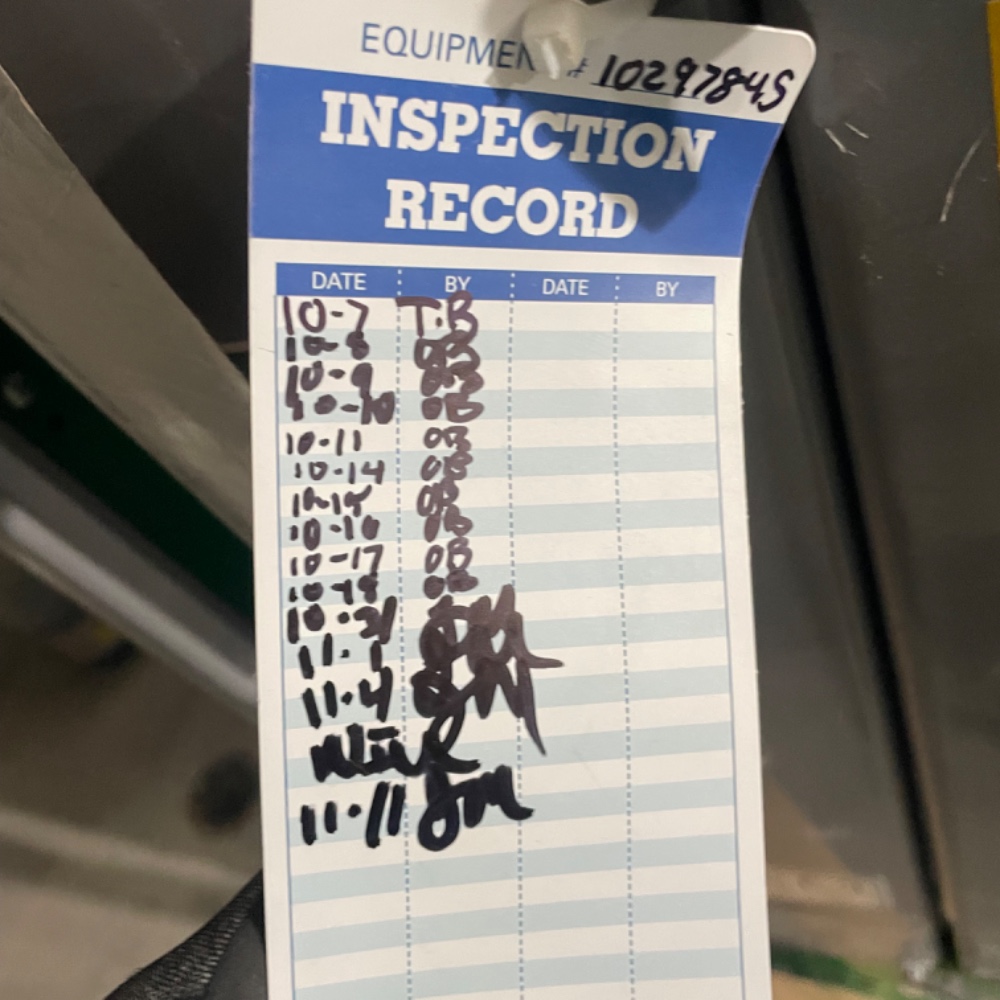 EQUIPMENT # 10297845
INSPECTION
RECORD
DATE BY DATE BY
10-7 T.B
10-8 OB
10-9 OB
10-10 OB
10-11 OB
10-14 OB
10-15 OB
10-16 OB
10-17 OB
10-18 OB
10.31
11.1
11.4
11.11